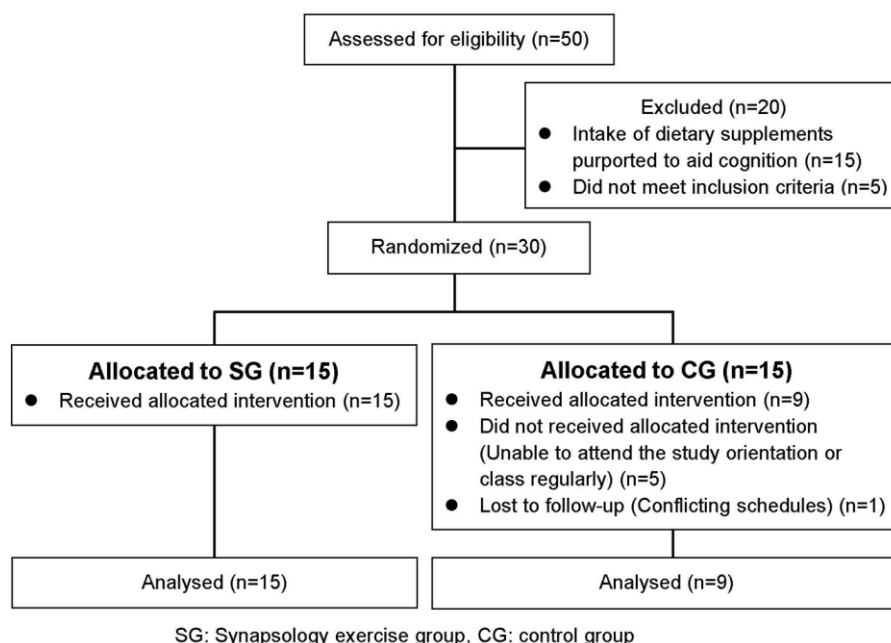 Assessed for eligibility (n=50)
Excluded (n=20)
● Intake of dietary supplements
purported to aid cognition (n=15)
● Did not meet inclusion criteria (n=5)
Randomized (n=30)
Allocated to SG (n=15)
● Received allocated intervention (n=15)
Allocated to CG (n=15)
● Received allocated intervention (n=9)
● Did not received allocated intervention
(Unable to attend the study orientation or
class regularly) (n=5)
● Lost to follow-up (Conflicting schedules) (n=1)
Analysed (n=15)
Analysed (n=9)
SG: Synapsology exercise group, CG: control group